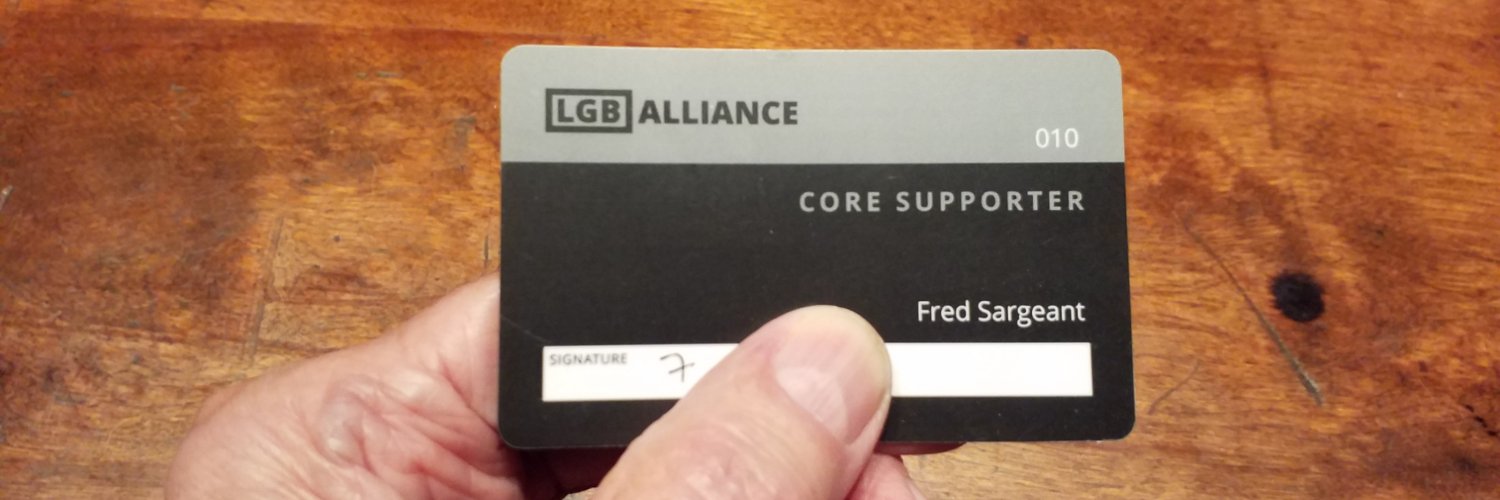 LGB ALLIANCE
010
CORE SUPPORTER
Fred Sargeant
SIGNATURE